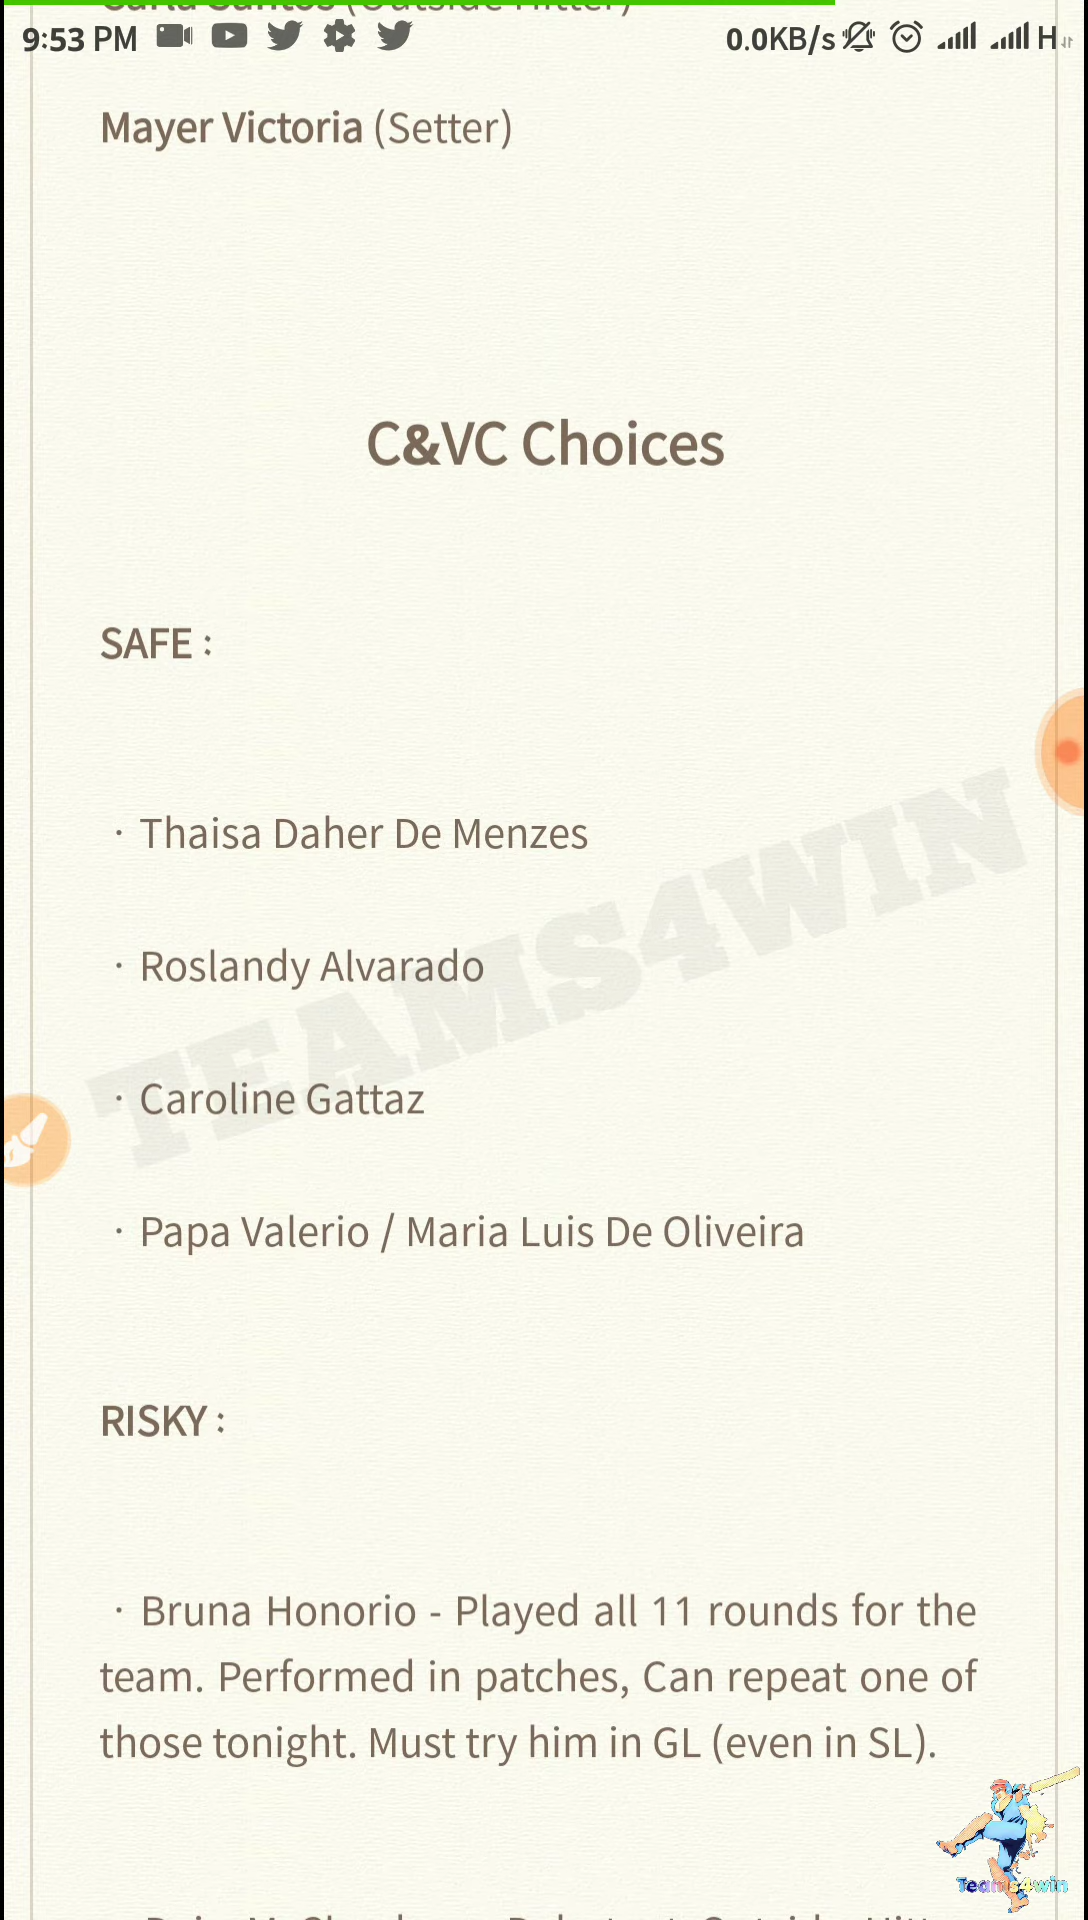 9:53 PM 0.0KB/s H
Mayer Victoria (Setter)
C&VC Choices
SAFE :
· Thaisa Daher De Menzes
· Roslandy Alvarado
· Caroline Gattaz
· Papa Valerio / Maria Luis De Oliveira
TEAMS4WIN
RISKY :
· Bruna Honorio - Played all 11 rounds for the
team. Performed in patches, Can repeat one of
those tonight. Must try him in GL (even in SL).
Teams4win